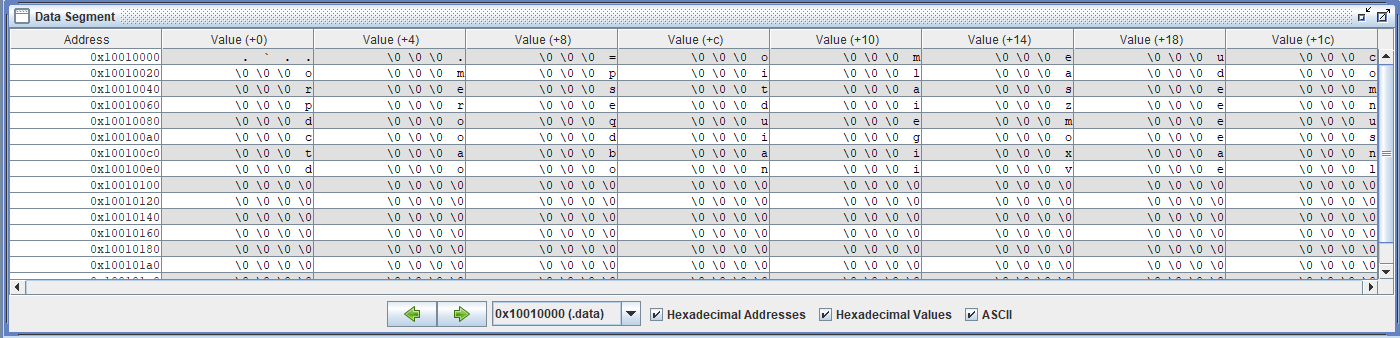 Data Segment
Address Value (+0) Value (+4) Value (+8) Value (+c) Value (+10) Value (+14) Value (+18) Value (+1c)
0x10010000 . ` . . \0 \0 \0 . \0 \0 \0 = \0 \0 \0 o \0 \0 \0 m \0 \0 \0 e \0 \0 \0 u \0 \0 \0 c
0x10010020 \0 \0 \0 o \0 \0 \0 m \0 \0 \0 p \0 \0 \0 i \0 \0 \0 l \0 \0 \0 a \0 \0 \0 d \0 \0 \0 o
0x10010040 \0 \0 \0 r \0 \0 \0 e \0 \0 \0 s \0 \0 \0 t \0 \0 \0 a \0 \0 \0 s \0 \0 \0 e \0 \0 \0 m
0x10010060 \0 \0 \0 p \0 \0 \0 r \0 \0 \0 e \0 \0 \0 d \0 \0 \0 i \0 \0 \0 z \0 \0 \0 e \0 \0 \0 n
0x10010080 \0 \0 \0 d \0 \0 \0 o \0 \0 \0 q \0 \0 \0 u \0 \0 \0 e \0 \0 \0 m \0 \0 \0 e \0 \0 \0 u
0x100100a0 \0 \0 \0 c \0 \0 \0 o \0 \0 \0 d \0 \0 \0 i \0 \0 \0 g \0 \0 \0 o \0 \0 \0 e \0 \0 \0 s
0x100100c0 \0 \0 \0 t \0 \0 \0 a \0 \0 \0 b \0 \0 \0 a \0 \0 \0 i \0 \0 \0 x \0 \0 \0 a \0 \0 \0 n
0x100100e0 \0 \0 \0 d \0 \0 \0 o \0 \0 \0 o \0 \0 \0 n \0 \0 \0 i \0 \0 \0 v \0 \0 \0 e \0 \0 \0 l
0x10010100 \0 \0 \0 \0 \0 \0 \0 \0 \0 \0 \0 \0 \0 \0 \0 \0 \0 \0 \0 \0 \0 \0 \0 \0 \0 \0 \0 \0 \0 \0 \0 \0
0x10010120 \0 \0 \0 \0 \0 \0 \0 \0 \0 \0 \0 \0 \0 \0 \0 \0 \0 \0 \0 \0 \0 \0 \0 \0 \0 \0 \0 \0 \0 \0 \0 \0
0x10010140 \0 \0 \0 \0 \0 \0 \0 \0 \0 \0 \0 \0 \0 \0 \0 \0 \0 \0 \0 \0 \0 \0 \0 \0 \0 \0 \0 \0 \0 \0 \0 \0
0x10010160 \0 \0 \0 \0 \0 \0 \0 \0 \0 \0 \0 \0 \0 \0 \0 \0 \0 \0 \0 \0 \0 \0 \0 \0 \0 \0 \0 \0 \0 \0 \0 \0
0x10010180 \0 \0 \0 \0 \0 \0 \0 \0 \0 \0 \0 \0 \0 \0 \0 \0 \0 \0 \0 \0 \0 \0 \0 \0 \0 \0 \0 \0 \0 \0 \0 \0
0x100101a0 \0 \0 \0 \0 \0 \0 \0 \0 \0 \0 \0 \0 \0 \0 \0 \0 \0 \0 \0 \0 \0 \0 \0 \0 \0 \0 \0 \0 \0 \0 \0 \0
0x10010000 (.data) Hexadecimal Addresses Hexadecimal Values ASCII